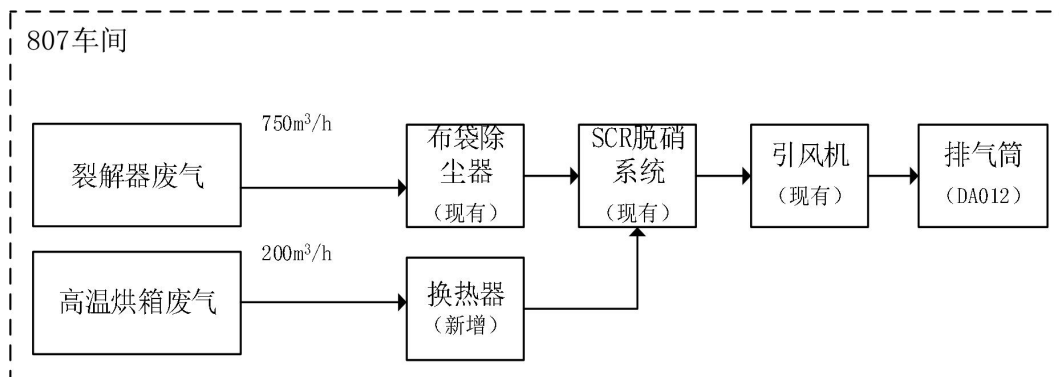 807车间
750m³/h
裂解器废气
布袋除
尘器
（现有）
SCR脱硝
系统
（现有）
引风机
（现有）
排气筒
（DA012）
200m³/h
高温烘箱废气
换热器
（新增）